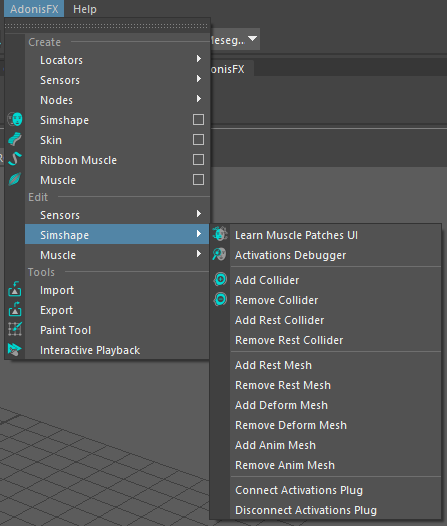 AdonisFX Help
Meseg..
onisFX
Create
Locators
Sensors
Nodes
Simshape
Skin
Ribbon Muscle
Muscle
Edit
Sensors
Simshape
Muscle
Tools
Import
Export
Paint Tool
Interactive Playback
Learn Muscle Patches UI
Activations Debugger
Add Collider
Remove Collider
Add Rest Collider
Remove Rest Collider
Add Rest Mesh
Remove Rest Mesh
Add Deform Mesh
Remove Deform Mesh
Add Anim Mesh
Remove Anim Mesh
Connect Activations Plug
Disconnect Activations Plug